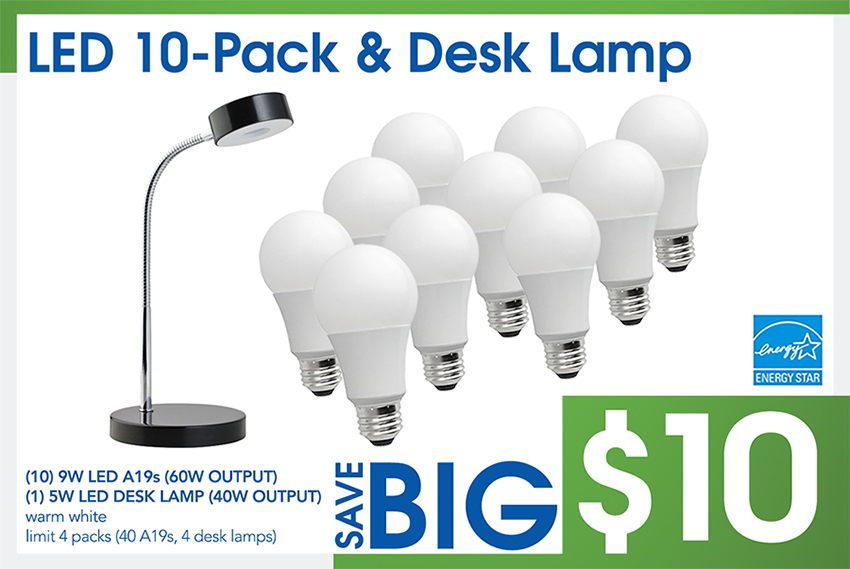 LED 10-Pack & Desk Lamp
energy
ENERGY STAR
(10) 9W LED A19s (60W OUTPUT)
(1) 5W LED DESK LAMP (40W OUTPUT)
warm white
limit 4 packs (40 A19s, 4 desk lamps)
SAVE
BIG
$10